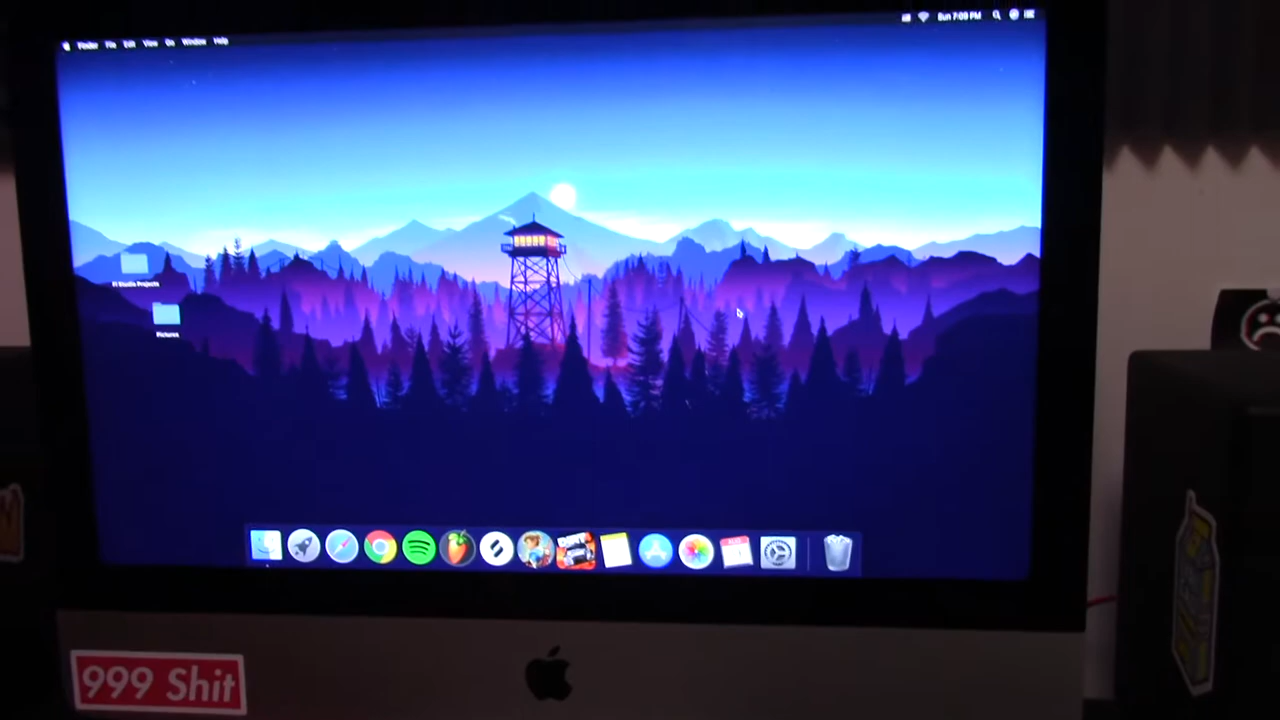 Finder File Edit View Go Window Help
Sun 7:09 PM
Fl Studio Projects
Pictures
999 Shit